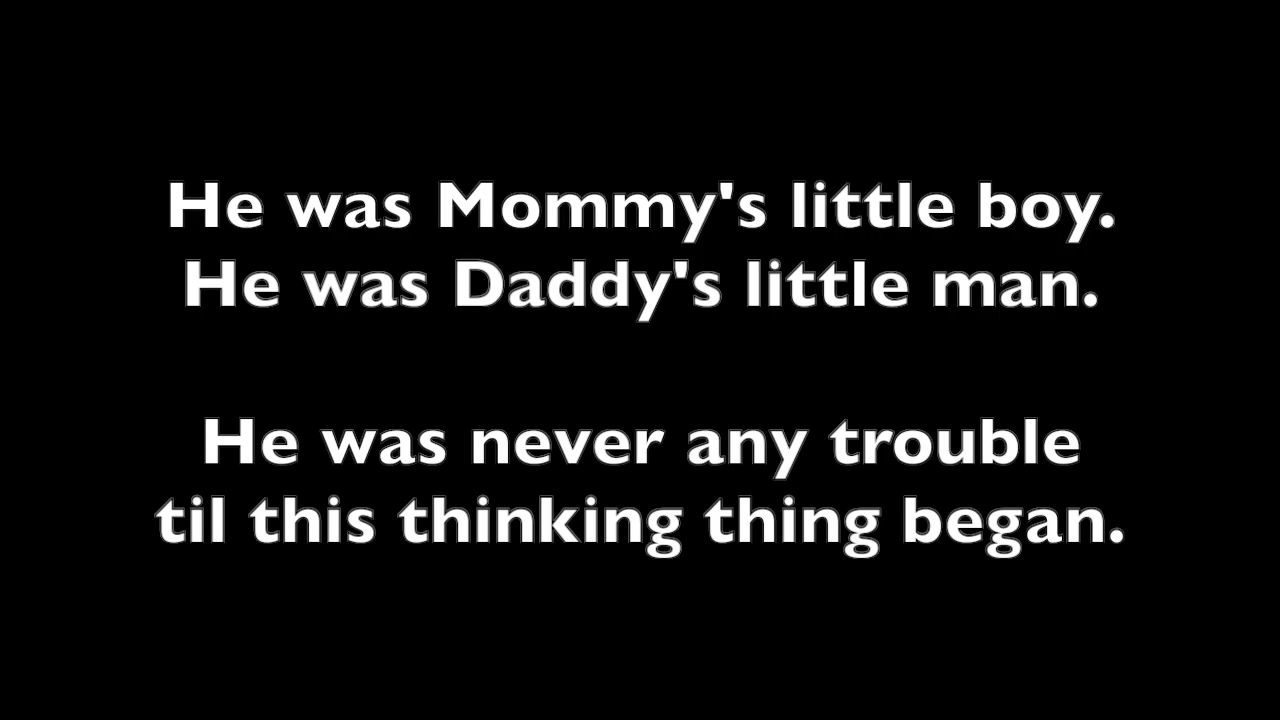 He was Mommy's little boy.
He was Daddy's little man.
He was never any trouble
til this thinking thing began.